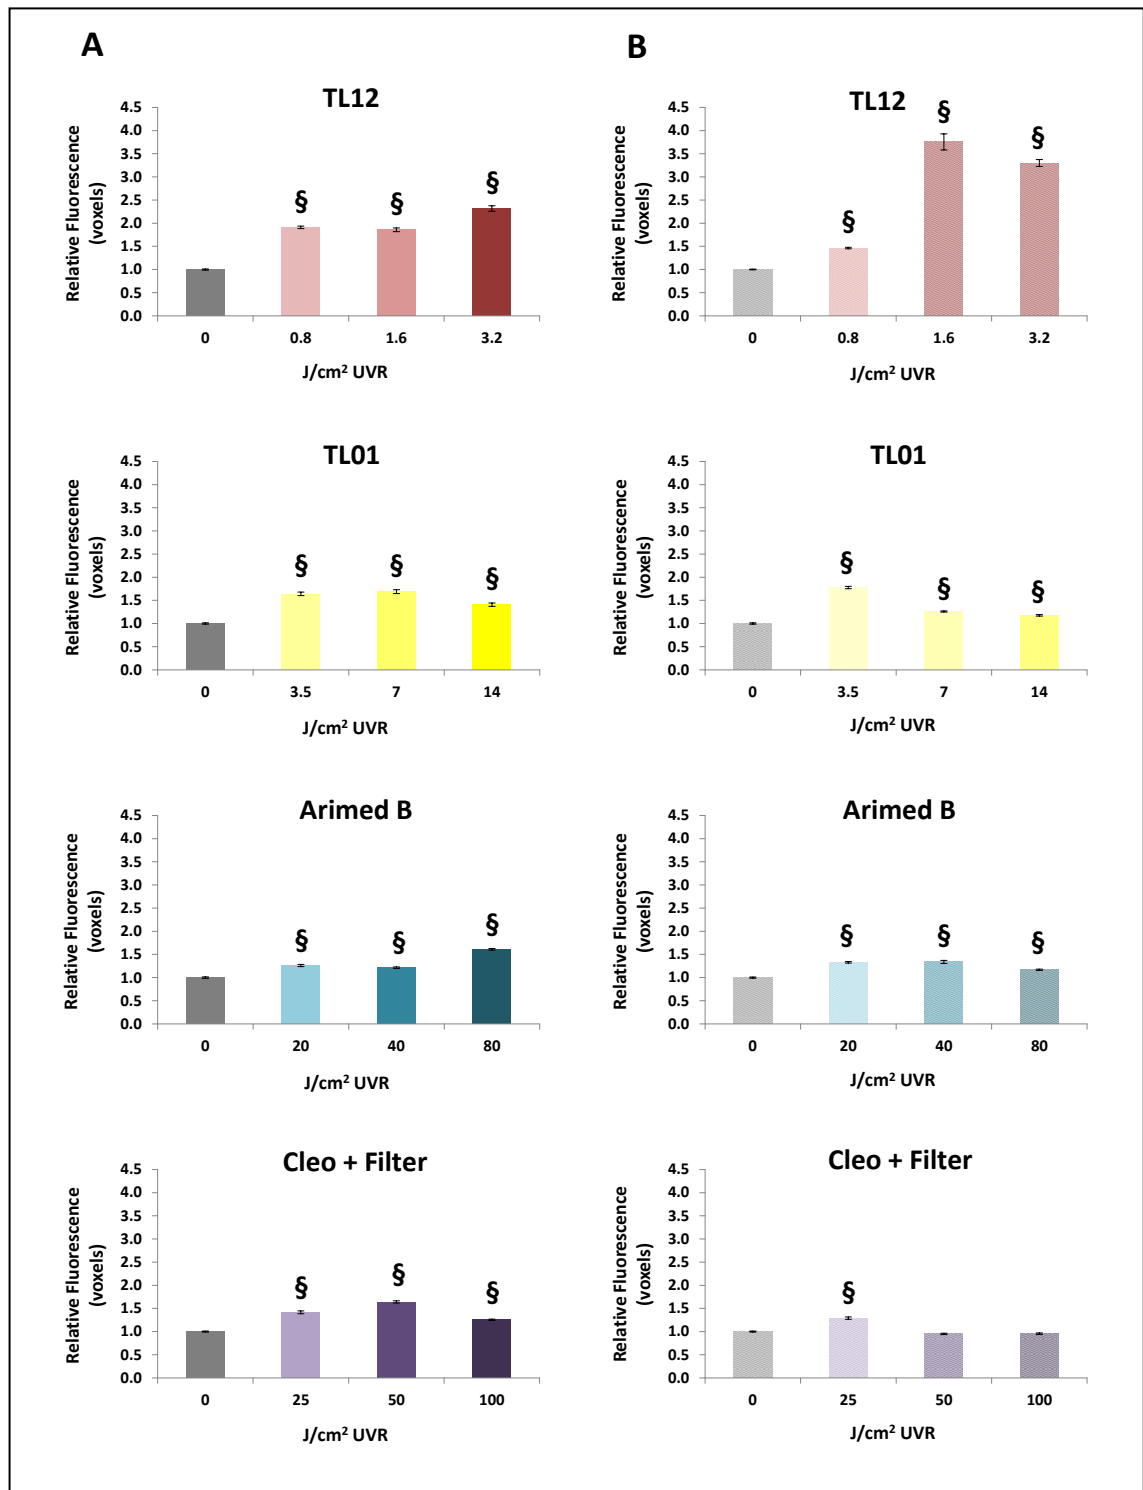 A
TL12
Relative Fluorescence
(voxels)
4.5
4.0
3.5
3.0
2.5
2.0
1.5
1.0
0.5
0.0
§ § §
0 0.8 1.6 3.2
J/cm² UVR
TL01
Relative Fluorescence
(voxels)
4.5
4.0
3.5
3.0
2.5
2.0
1.5
1.0
0.5
0.0
§ § §
0 3.5 7 14
J/cm² UVR
Arimed B
Relative Fluorescence
(voxels)
4.5
4.0
3.5
3.0
2.5
2.0
1.5
1.0
0.5
0.0
§ § §
0 20 40 80
J/cm² UVR
Cleo + Filter
Relative Fluorescence
(voxels)
4.5
4.0
3.5
3.0
2.5
2.0
1.5
1.0
0.5
0.0
§ § §
0 25 50 100
J/cm² UVR
B
TL12
Relative Fluorescence
(voxels)
4.5
4.0
3.5
3.0
2.5
2.0
1.5
1.0
0.5
0.0
§ § §
0 0.8 1.6 3.2
J/cm² UVR
TL01
Relative Fluorescence
(voxels)
4.5
4.0
3.5
3.0
2.5
2.0
1.5
1.0
0.5
0.0
§ § §
0 3.5 7 14
J/cm² UVR
Arimed B
Relative Fluorescence
(voxels)
4.5
4.0
3.5
3.0
2.5
2.0
1.5
1.0
0.5
0.0
§ § §
0 20 40 80
J/cm² UVR
Cleo + Filter
Relative Fluorescence
(voxels)
4.5
4.0
3.5
3.0
2.5
2.0
1.5
1.0
0.5
0.0
§
0 25 50 100
J/cm² UVR